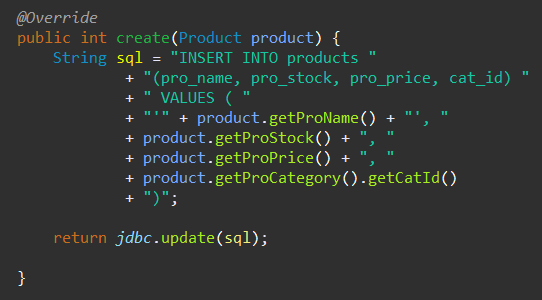 @Override
public int create(Product product) {
    String sql = "INSERT INTO products "
            + "(pro_name, pro_stock, pro_price, cat_id) "
            + " VALUES ( "
            + "'" + product.getProName() + "', "
            + product.getProStock() + ", "
            + product.getProPrice() + ", "
            + product.getProCategory().getCatId()
            + ")";
    return jdbc.update(sql);
}